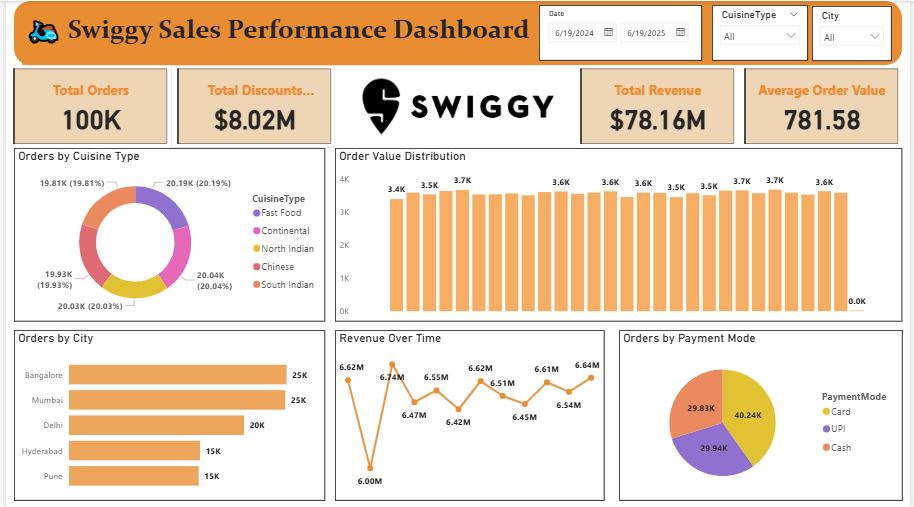 Swiggy Sales Performance Dashboard
Date
6/19/2024
6/19/2025
CuisineType
All
City
All
Total Orders
100K
Total Discounts...
$8.02M
SWIGGY
Total Revenue
$78.16M
Average Order Value
781.58
Orders by Cuisine Type
19.81K (19.81%)
20.19K (20.19%)
19.93K
(19.93%)
20.04K
(20.04%)
20.03K (20.03%)
CuisineType
Fast Food
Continental
North Indian
Chinese
South Indian
Order Value Distribution
4K
3K
2K
1K
0K
3.4K
3.5K
3.7K
3.6K
3.6K
3.6K
3.5K
3.5K
3.7K
3.7K
3.6K
0.0K
Orders by City
Bangalore 25K
Mumbai 25K
Delhi 20K
Hyderabad 15K
Pune 15K
Revenue Over Time
6.62M
6.00M
6.74M
6.47M
6.55M
6.42M
6.62M
6.51M
6.45M
6.61M
6.54M
6.64M
Orders by Payment Mode
29.83K
40.24K
29.94K
PaymentMode
Card
UPI
Cash